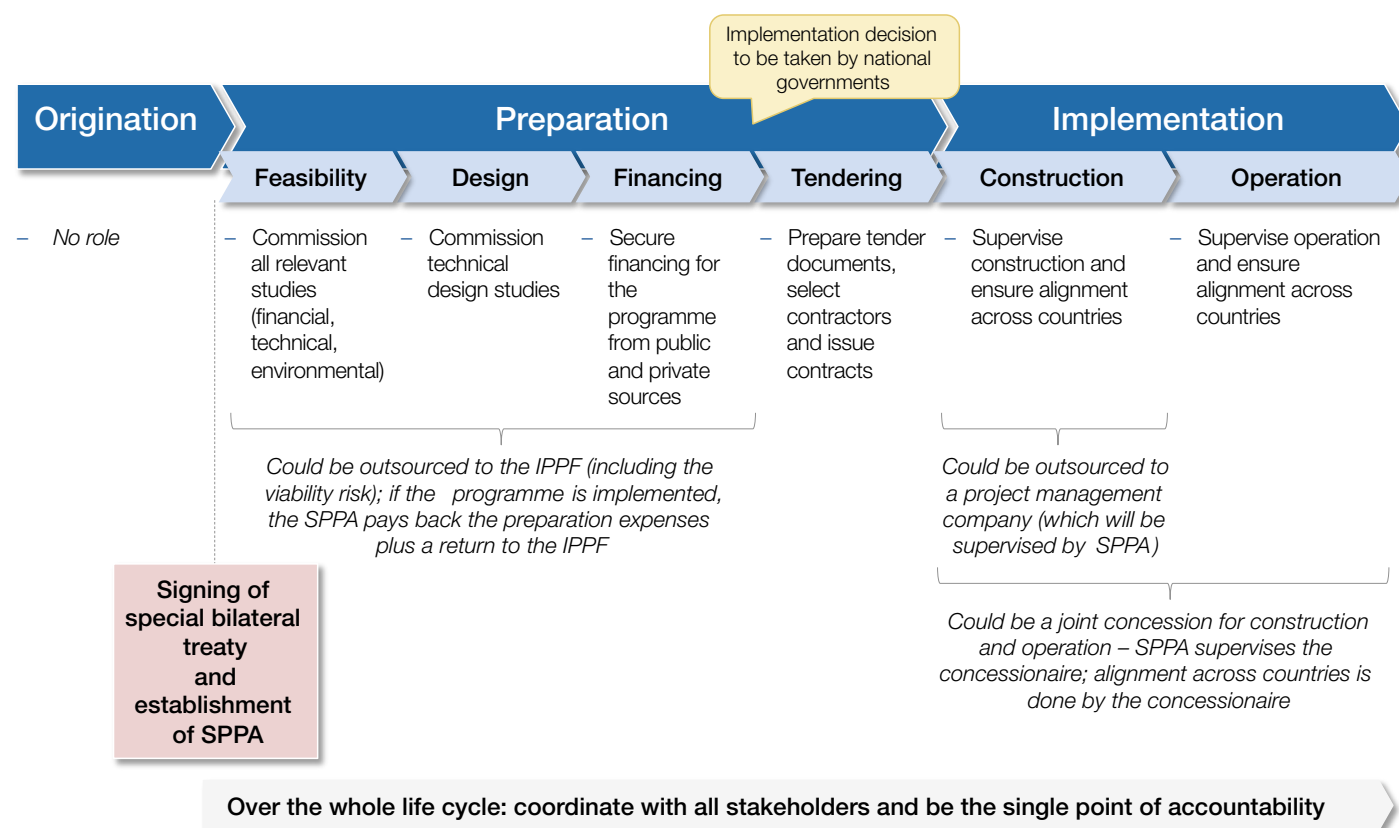 Implementation decision
to be taken by national
governments
Origination
Preparation
Implementation
Feasibility
Design
Financing
Tendering
Construction
Operation
– No role
– Commission
all relevant
studies
(financial,
technical,
environmental)
– Commission
technical
design studies
– Secure
financing for
the
programme
from public
and private
sources
– Prepare tender
documents,
select
contractors
and issue
contracts
– Supervise
construction and
ensure alignment
across countries
– Supervise operation
and ensure
alignment across
countries
Could be outsourced to the IPPF (including the
viability risk); if the programme is implemented,
the SPPA pays back the preparation expenses
plus a return to the IPPF
Could be outsourced to
a project management
company (which will be
supervised by SPPA)
Signing of
special bilateral
treaty
and
establishment
of SPPA
Could be a joint concession for construction
and operation – SPPA supervises the
concessionaire; alignment across countries is
done by the concessionaire
Over the whole life cycle: coordinate with all stakeholders and be the single point of accountability